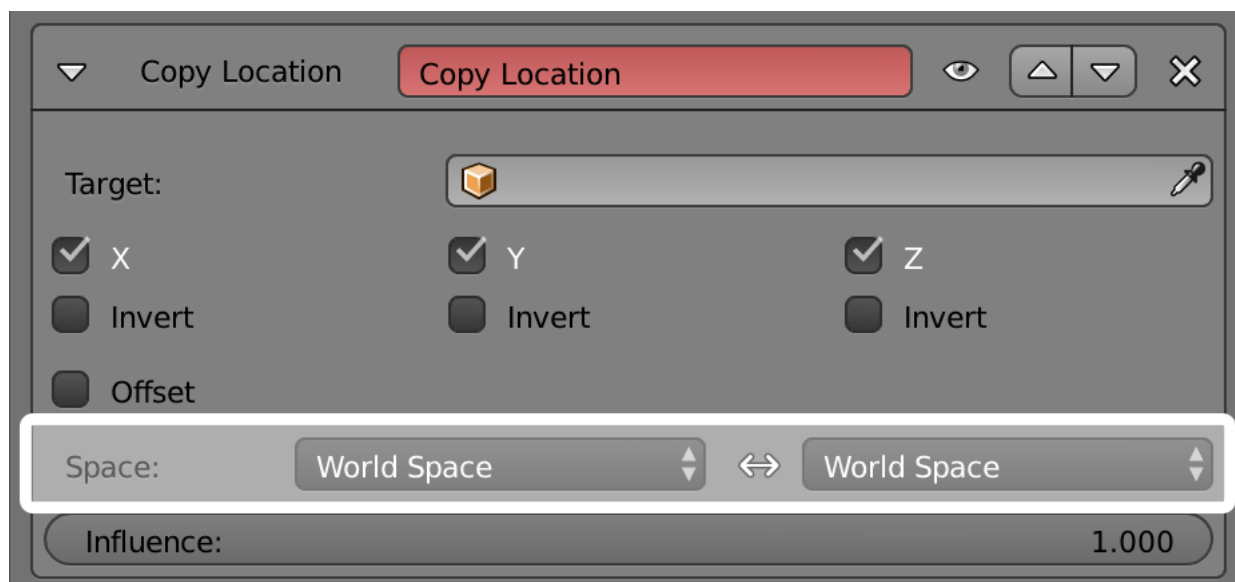 Copy Location Copy Location
Target:
X Y Z
Invert Invert Invert
Offset
Space: World Space World Space
Influence: 1.000